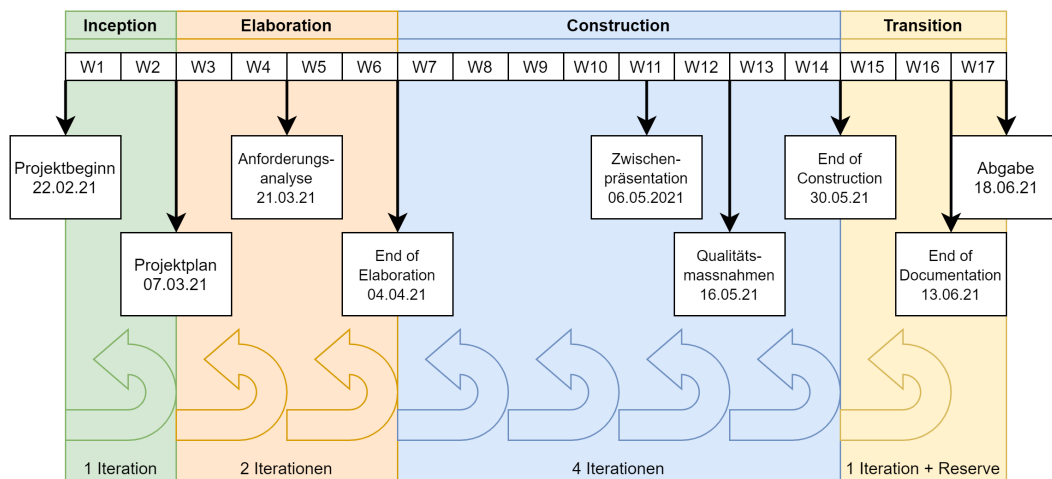 Inception
Elaboration
Construction
Transition
W1
W2
W3
W4
W5
W6
W7
W8
W9
W10
W11
W12
W13
W14
W15
W16
W17
Projektbeginn
22.02.21
Anforderungs-
analyse
21.03.21
Zwischen-
präsentation
06.05.2021
End of
Construction
30.05.21
Abgabe
18.06.21
Projektplan
07.03.21
End of
Elaboration
04.04.21
Qualitäts-
massnahmen
16.05.21
End of
Documentation
13.06.21
1 Iteration
2 Iterationen
4 Iterationen
1 Iteration + Reserve